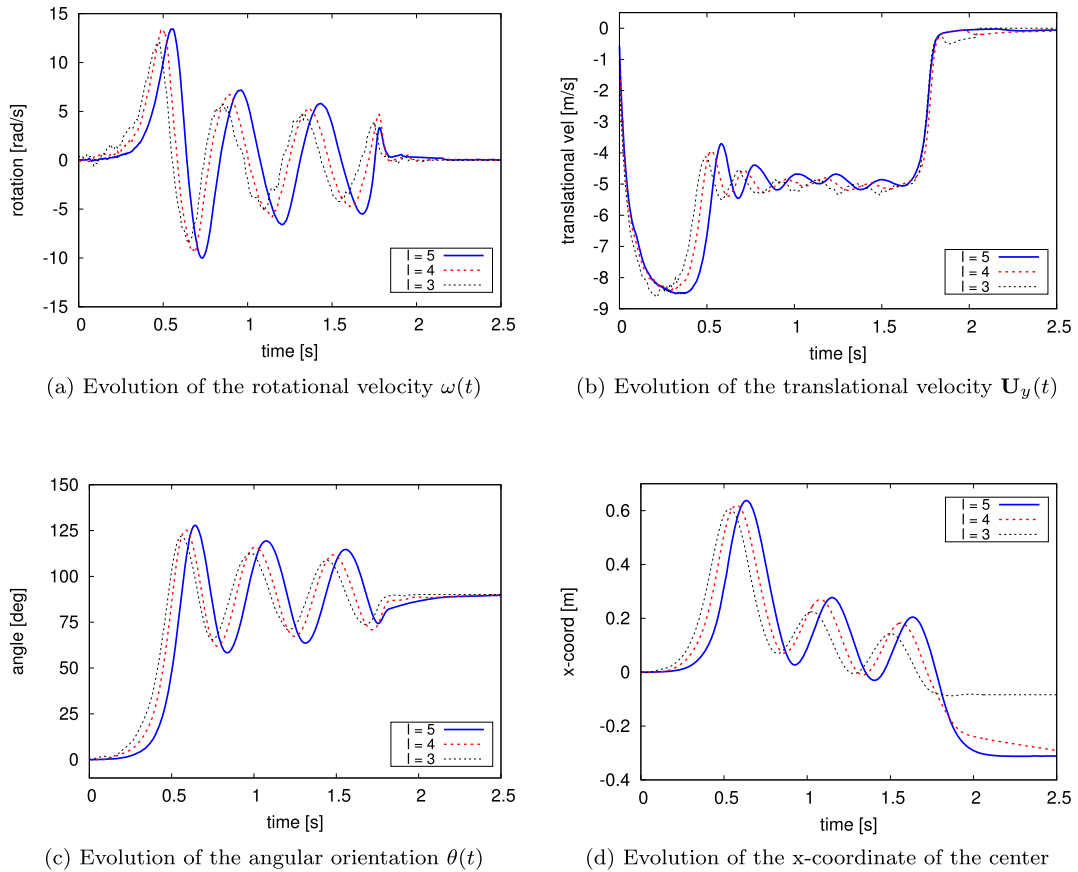 15
10
5
0
-5
-10
-15
rotation [rad/s]
0 0.5 1 1.5 2 2.5
time [s]
l = 5
l = 4
l = 3
(a) Evolution of the rotational velocity ω(t)
0
-1
-2
-3
-4
-5
-6
-7
-8
-9
translational vel [m/s]
0 0.5 1 1.5 2 2.5
time [s]
l = 5
l = 4
l = 3
(b) Evolution of the translational velocity U_y(t)
150
125
100
75
50
25
0
angle [deg]
0 0.5 1 1.5 2 2.5
time [s]
l = 5
l = 4
l = 3
(c) Evolution of the angular orientation θ(t)
0.6
0.4
0.2
0
-0.2
-0.4
x-coord [m]
0 0.5 1 1.5 2 2.5
time [s]
l = 5
l = 4
l = 3
(d) Evolution of the x-coordinate of the center